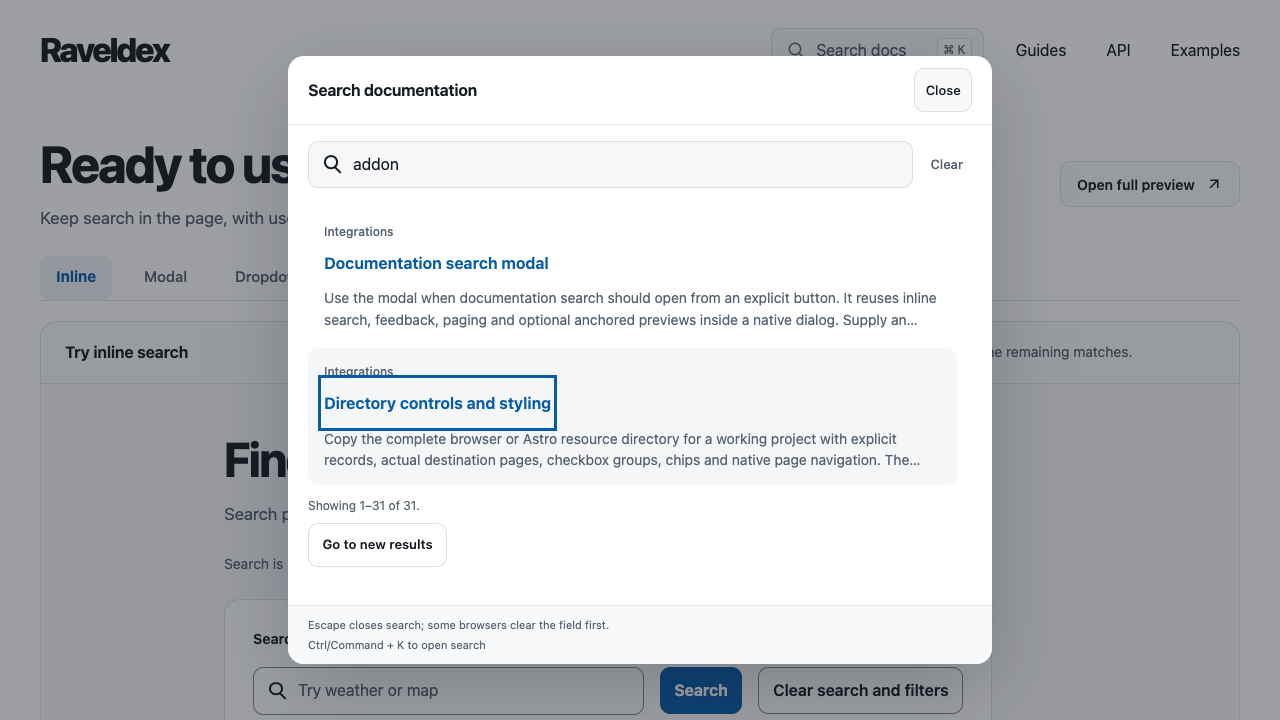 Raveldex
Search docs
⌘ K
Guides
API
Examples
Search documentation
Close
Ready to us
Keep search in the page, with use
Open full preview
addon
Clear
Inline
Modal
Dropdo
Integrations
Documentation search modal
Use the modal when documentation search should open from an explicit button. It reuses inline
search, feedback, paging and optional anchored previews inside a native dialog. Supply an…
Try inline search
e remaining matches.
Integrations
Directory controls and styling
Copy the complete browser or Astro resource directory for a working project with explicit
records, actual destination pages, checkbox groups, chips and native page navigation. The…
Find
Search p
Search is
Showing 1–31 of 31.
Go to new results
Escape closes search; some browsers clear the field first.
Ctrl/Command + K to open search
Searc
Try weather or map
Search
Clear search and filters